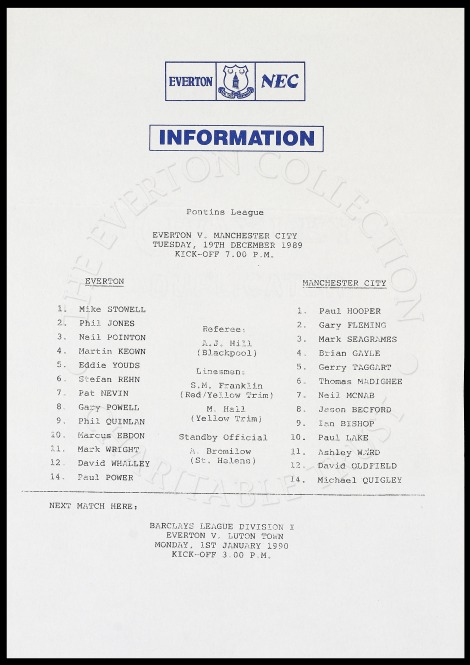 EVERTON NEC
INFORMATION
Pontins League
EVERTON V. MANCHESTER CITY
TUESDAY, 19TH DECEMBER 1989
KICK-OFF 7.00 P.M.
EVERTON
1. Mike STOWELL
2. Phil JONES
3. Neil POINTON
4. Martin KEOWN
5. Eddie YOUDS
6. Stefan REHN
7. Pat NEVIN
8. Gary POWELL
9. Phil QUINLAN
10. Marcus EBDON
11. Mark WRIGHT
12. David WHALLEY
14. Paul POWER
Referee:
A.J. Hill
(Blackpool)
Linesmen:
S.M. Franklin
(Red/Yellow Trim)
M. Hall
(Yellow Trim)
Standby Official
A. Bromilow
(St. Helens)
MANCHESTER CITY
1. Paul HOOPER
2. Gary FLEMING
3. Mark SEAGRAMES
4. Brian GAYLE
5. Gerry TAGGART
6. Thomas MADIGHEE
7. Neil MCNAB
8. Jason BECFORD
9. Ian BISHOP
10. Paul LAKE
11. Ashley WARD
12. David OLDFIELD
14. Michael QUIGLEY
NEXT MATCH HERE:
BARCLAYS LEAGUE DIVISION I
EVERTON V. LUTON TOWN
MONDAY, 1ST JANUARY 1990
KICK-OFF 3.00 P.M.
THE EVERTON COLLECTION CHARITABLE TRUST